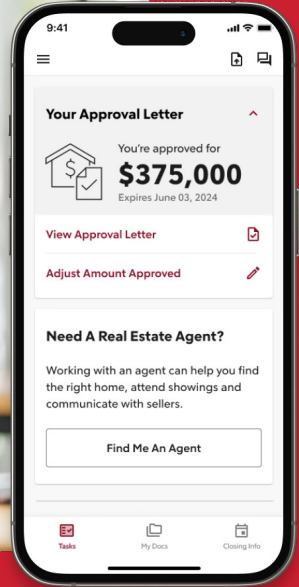 9:41
Your Approval Letter
You're approved for
$375,000
Expires June 03, 2024
View Approval Letter
Adjust Amount Approved
Need A Real Estate Agent?
Working with an agent can help you find
the right home, attend showings and
communicate with sellers.
Find Me An Agent
Tasks
My Docs
Closing Info